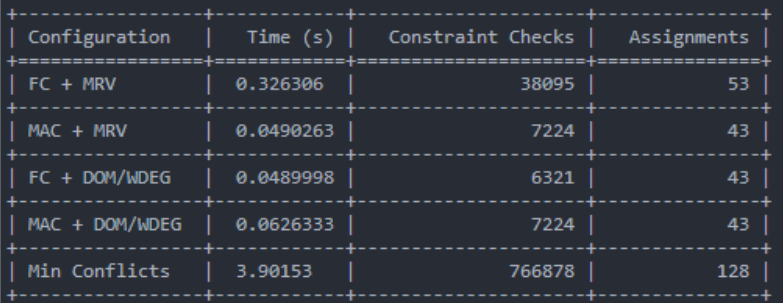 Configuration Time (s) Constraint Checks Assignments
FC + MRV 0.326306 38095 53
MAC + MRV 0.0490263 7224 43
FC + DOM/WDEG 0.0489998 6321 43
MAC + DOM/WDEG 0.0626333 7224 43
Min Conflicts 3.90153 766878 128